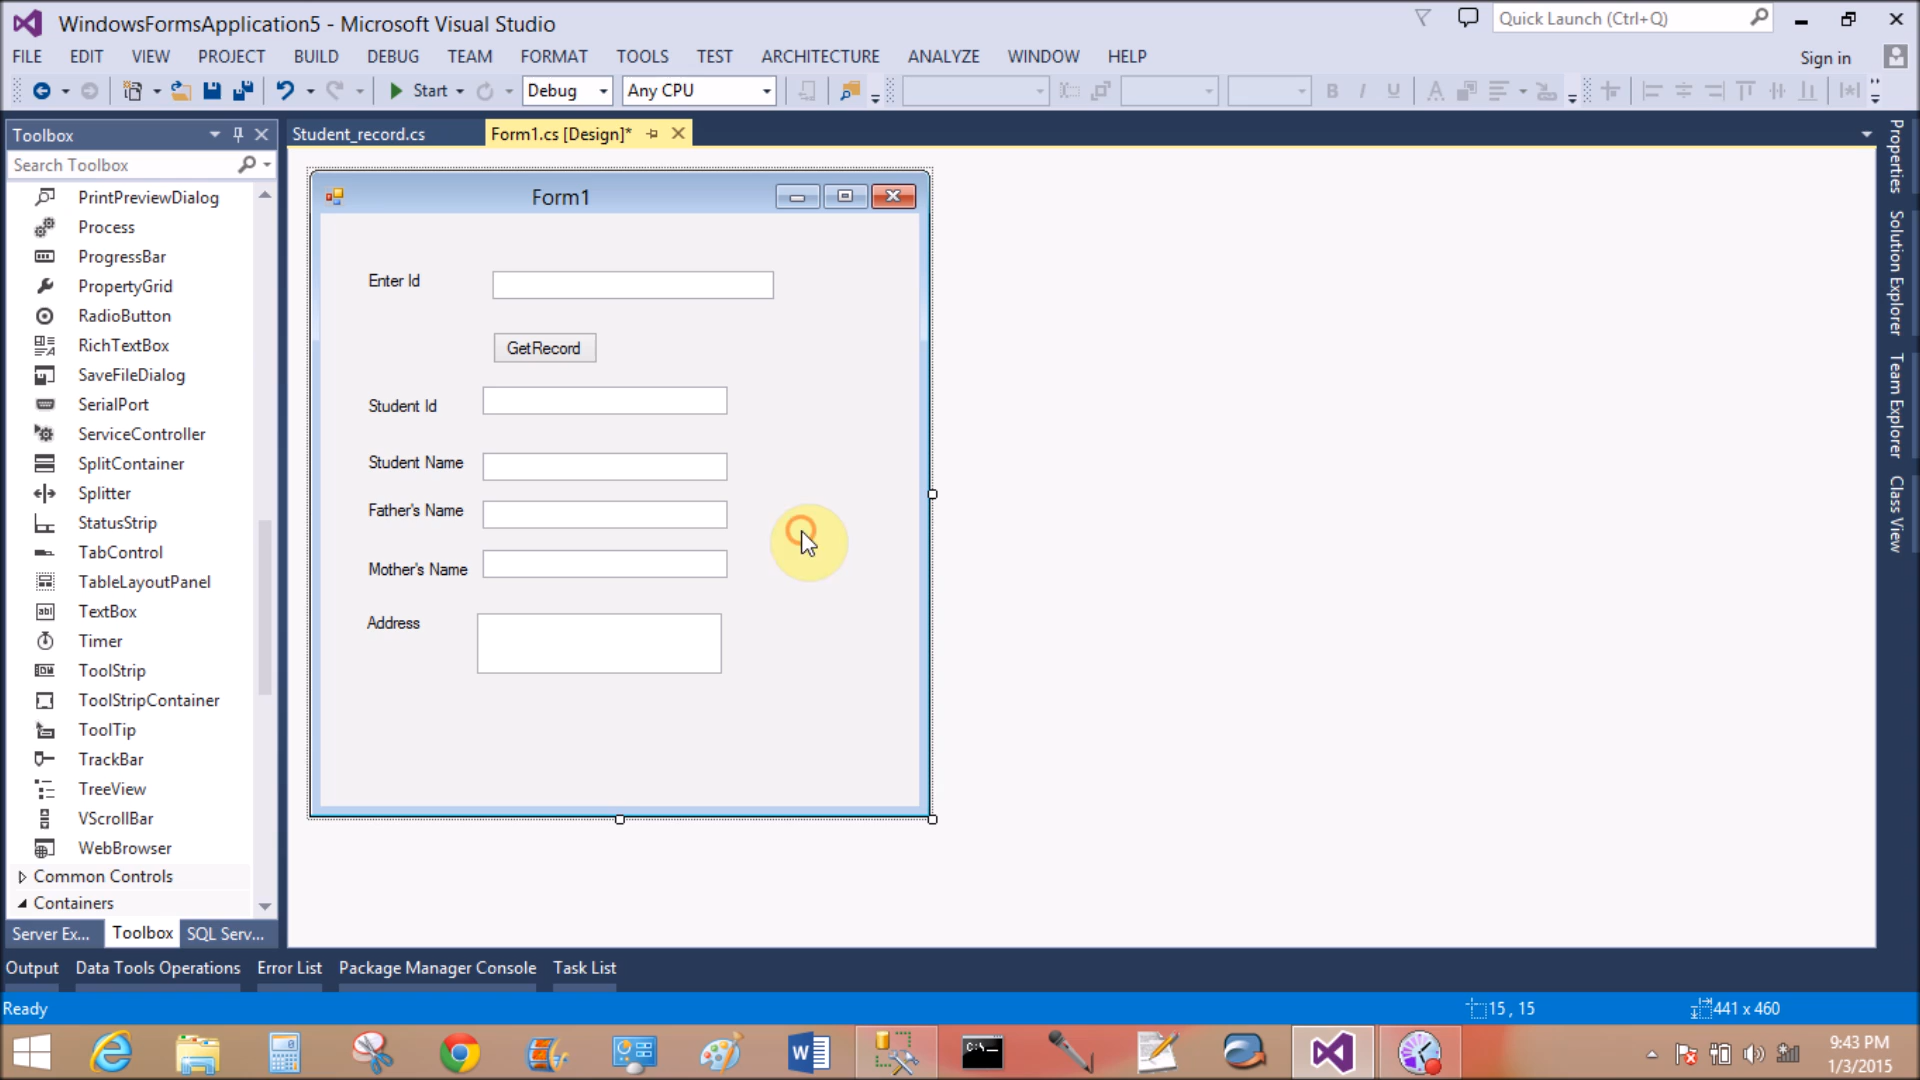 WindowsFormsApplication5 - Microsoft Visual Studio
Quick Launch (Ctrl+Q)
FILE EDIT VIEW PROJECT BUILD DEBUG TEAM FORMAT TOOLS TEST ARCHITECTURE ANALYZE WINDOW HELP
Sign in
Start Debug Any CPU
B I U A
Toolbox
Student_record.cs
Form1.cs [Design]*
Search Toolbox
PrintPreviewDialog
Process
ProgressBar
PropertyGrid
RadioButton
RichTextBox
SaveFileDialog
SerialPort
ServiceController
SplitContainer
Splitter
StatusStrip
TabControl
TableLayoutPanel
TextBox
Timer
ToolStrip
ToolStripContainer
ToolTip
TrackBar
TreeView
VScrollBar
WebBrowser
Common Controls
Containers
Server Ex... Toolbox SQL Serv...
Form1
Enter Id
GetRecord
Student Id
Student Name
Father's Name
Mother's Name
Address
Properties
Solution Explorer
Team Explorer
Class View
Output Data Tools Operations Error List Package Manager Console Task List
Ready
15 , 15
441 x 460
9:43 PM
1/3/2015